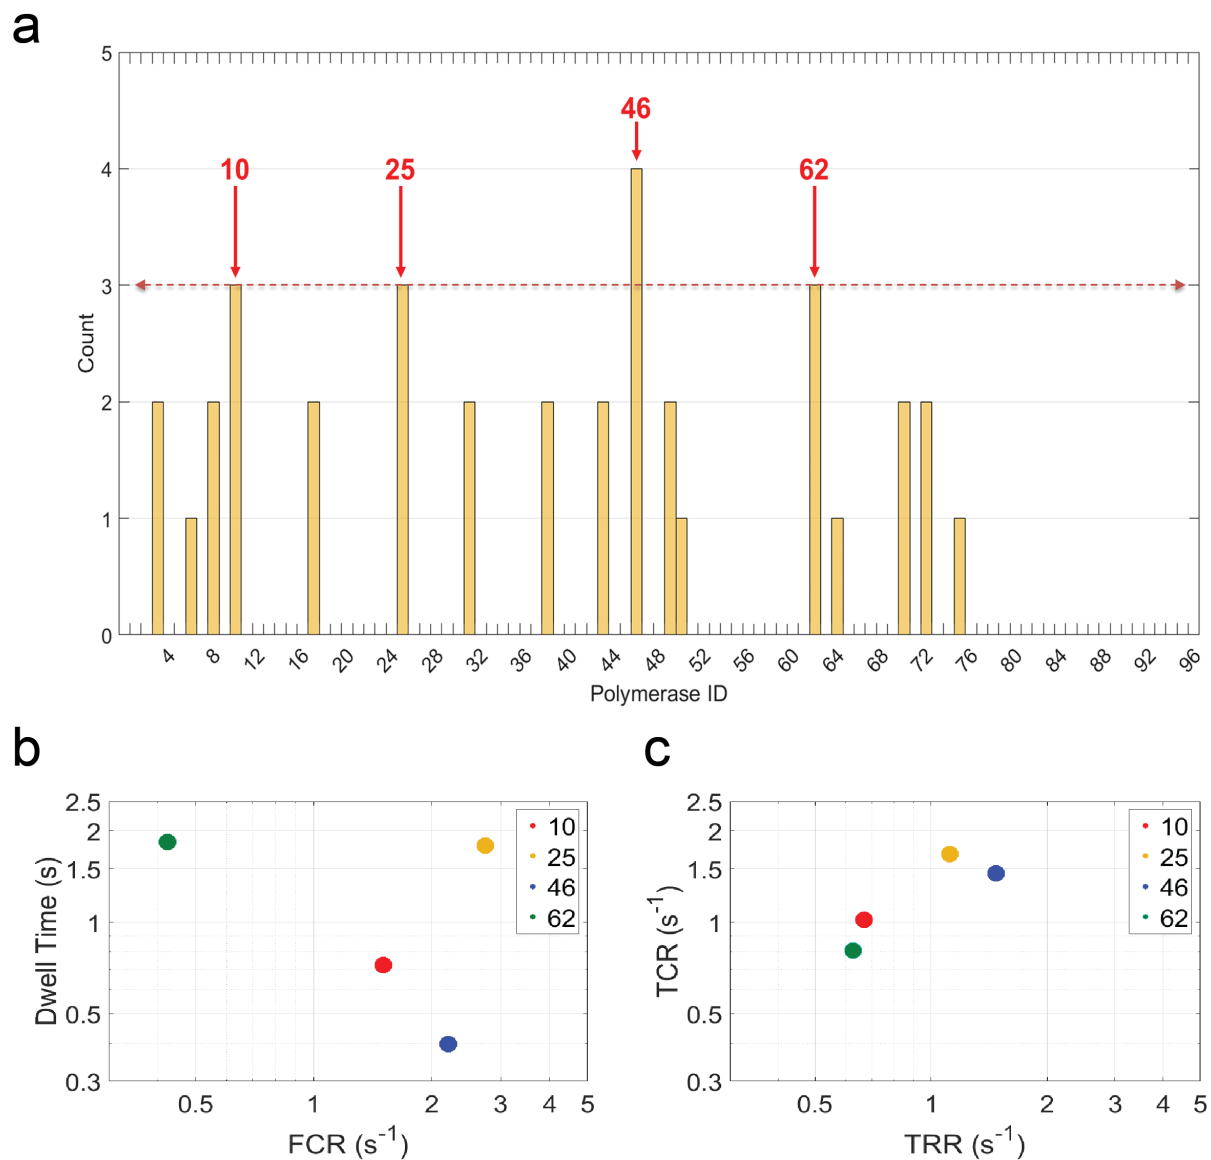 a
5
46
10
25
62
4
3
2
1
0
Count
4 8 12 16 20 24 28 32 36 40 44 48 52 56 60 64 68 72 76 80 84 88 92 96
Polymerase ID
b
2.5
2
1.5
1
0.5
0.3
Dwell Time (s)
10
25
46
62
0.5 1 2 3 4 5
FCR (s⁻¹)
c
2.5
2
1.5
1
0.5
0.3
TCR (s⁻¹)
10
25
46
62
0.5 1 2 3 4 5
TRR (s⁻¹)